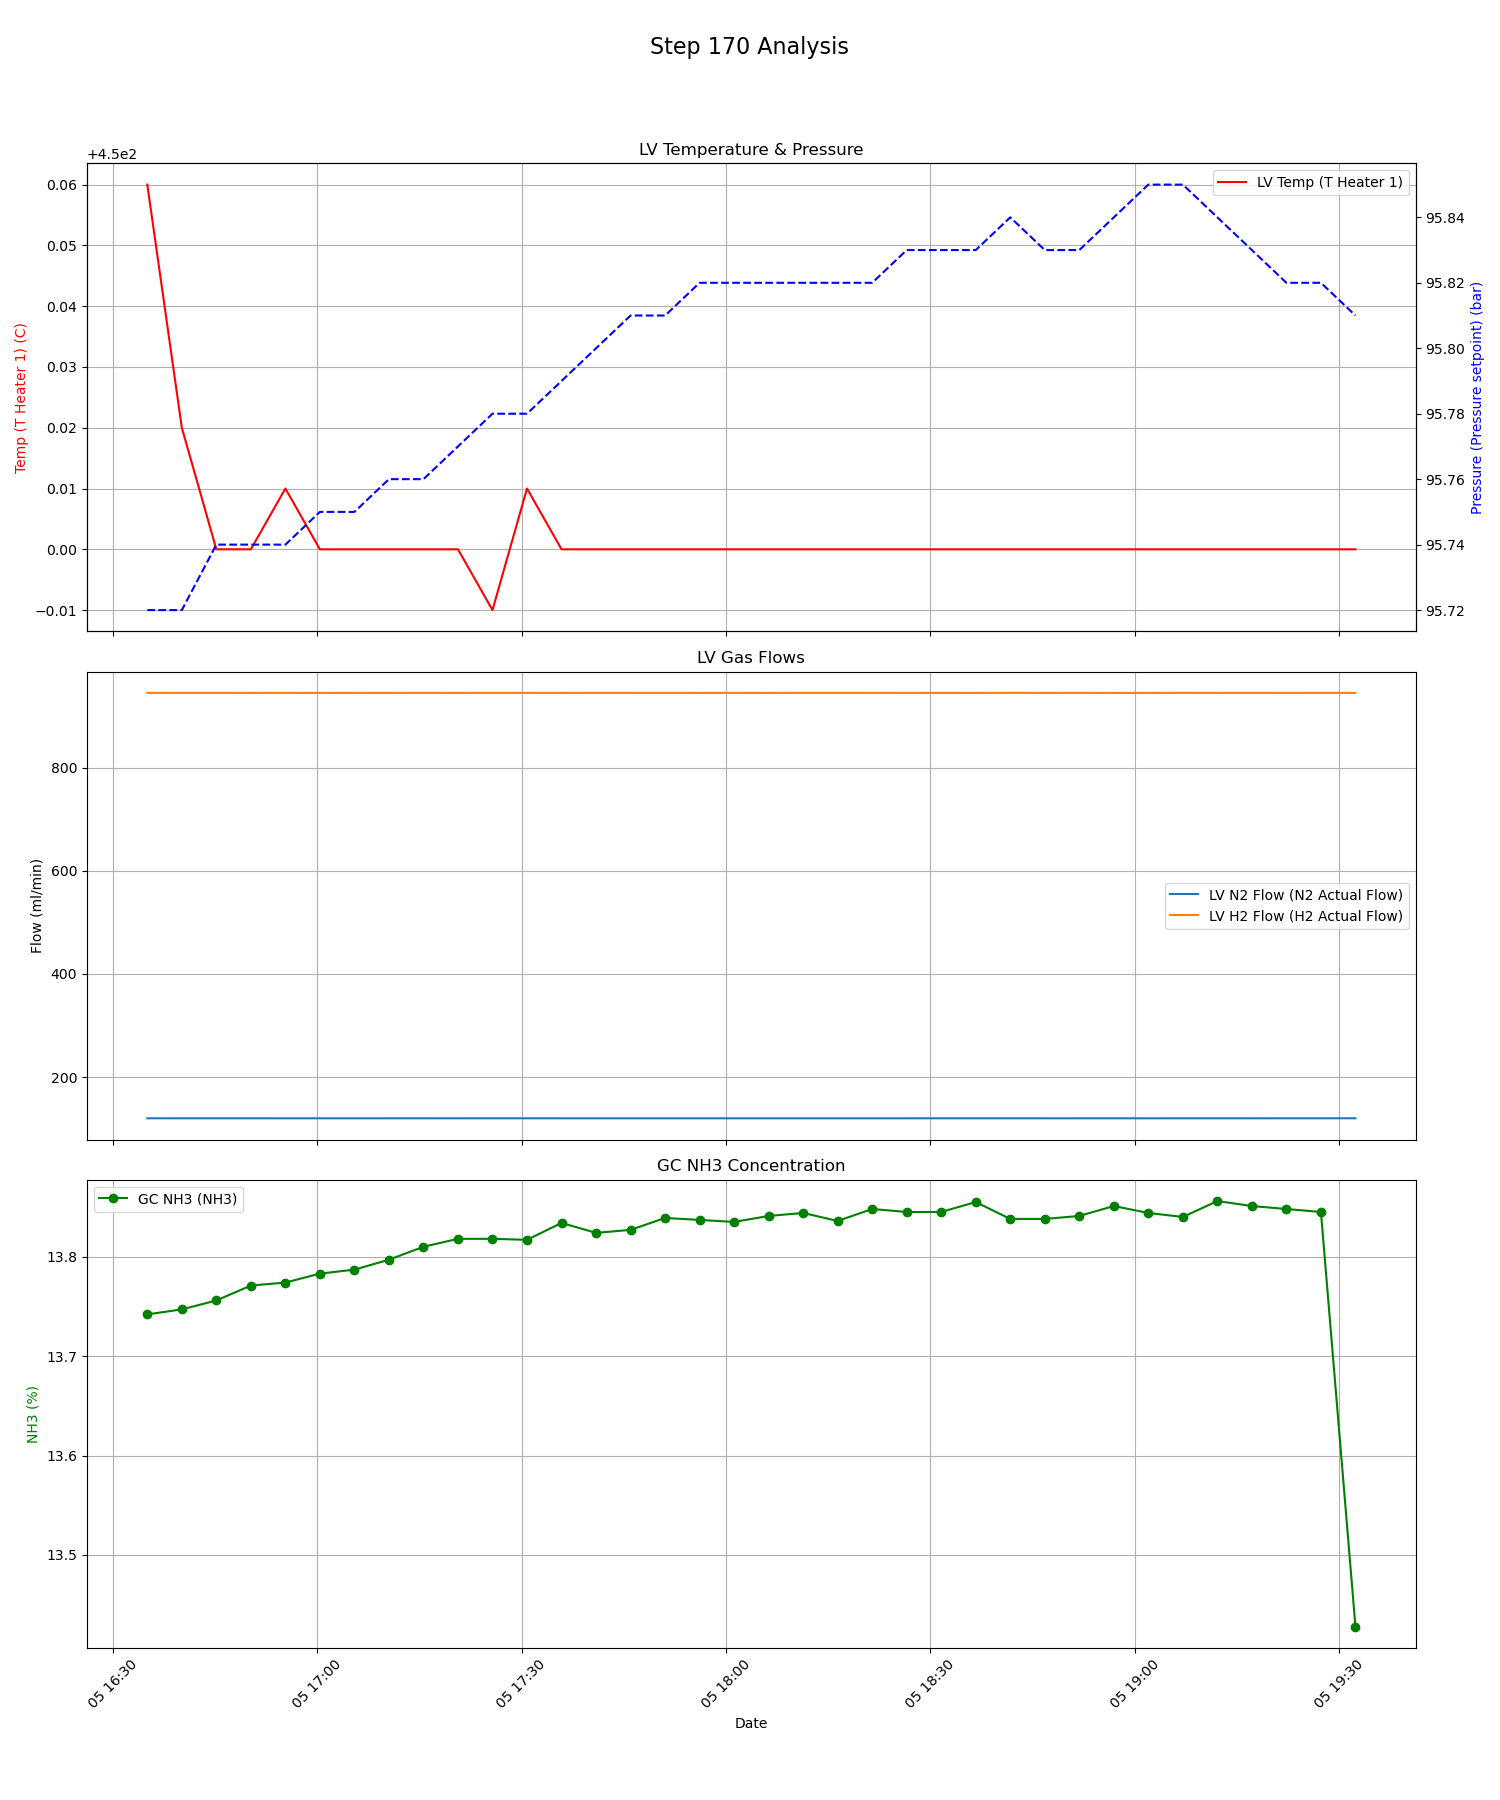 Step 170 Analysis
LV Temperature & Pressure
+4.5e2
LV Temp (T Heater 1)
0.06
0.05
0.04
0.03
0.02
0.01
0.00
−0.01
Temp (T Heater 1) (C)
95.84
95.82
95.80
95.78
95.76
95.74
95.72
Pressure (Pressure setpoint) (bar)
LV Gas Flows
800
600
400
200
Flow (ml/min)
LV N2 Flow (N2 Actual Flow)
LV H2 Flow (H2 Actual Flow)
GC NH3 Concentration
GC NH3 (NH3)
13.8
13.7
13.6
13.5
NH3 (%)
05 16:30
05 17:00
05 17:30
05 18:00
05 18:30
05 19:00
05 19:30
Date